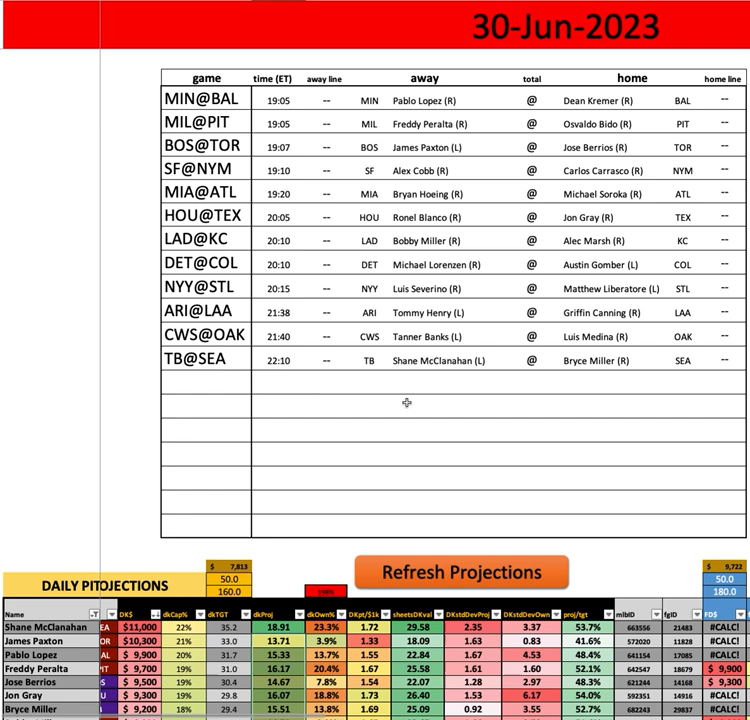 30-Jun-2023
game time (ET) away line away total home home line
MIN@BAL 19:05 -- MIN Pablo Lopez (R) @ Dean Kremer (R) BAL --
MIL@PIT 19:05 -- MIL Freddy Peralta (R) @ Osvaldo Bido (R) PIT --
BOS@TOR 19:07 -- BOS James Paxton (L) @ Jose Berrios (R) TOR --
SF@NYM 19:10 -- SF Alex Cobb (R) @ Carlos Carrasco (R) NYM --
MIA@ATL 19:20 -- MIA Bryan Hoeing (R) @ Michael Soroka (R) ATL --
HOU@TEX 20:05 -- HOU Ronel Blanco (R) @ Jon Gray (R) TEX --
LAD@KC 20:10 -- LAD Bobby Miller (R) @ Alec Marsh (R) KC --
DET@COL 20:10 -- DET Michael Lorenzen (R) @ Austin Gomber (L) COL --
NYY@STL 20:15 -- NYY Luis Severino (R) @ Matthew Liberatore (L) STL --
ARI@LAA 21:38 -- ARI Tommy Henry (L) @ Griffin Canning (R) LAA --
CWS@OAK 21:40 -- CWS Tanner Banks (L) @ Luis Medina (R) OAK --
TB@SEA 22:10 -- TB Shane McClanahan (L) @ Bryce Miller (R) SEA --
$ 7,813 $ 9,722
DAILY PITOJECTIONS 50.0 Refresh Projections 50.0
160.0 180.0
Name DK$ dkCap% dkTGT dkProj dkOwn% DKpt/$1k sheetsDKval DKstdDevProj DKstdDevOwn proj/tgt mlbID fgID FD$
Shane McClanahan EA $11,000 22% 35.2 18.91 23.3% 1.72 29.58 2.35 3.37 53.7% 663556 21483 #CALC!
James Paxton OR $10,300 21% 33.0 13.71 3.9% 1.33 18.09 1.63 0.83 41.6% 572020 11828 #CALC!
Pablo Lopez AL $ 9,900 20% 31.7 15.33 13.7% 1.55 22.84 1.67 4.53 48.4% 641154 17085 #CALC!
Freddy Peralta PIT $ 9,700 19% 31.0 16.17 20.4% 1.67 25.58 1.61 1.60 52.1% 642547 18679 $ 9,900
Jose Berrios S $ 9,500 19% 30.4 14.67 7.8% 1.54 22.07 1.28 2.97 48.3% 621244 14168 $ 9,300
Jon Gray U $ 9,300 19% 29.8 16.07 18.8% 1.73 26.40 1.53 6.17 54.0% 592351 14916 #CALC!
Bryce Miller $ 9,200 18% 29.4 15.51 13.8% 1.69 25.09 0.92 3.55 52.7% 682243 29837 #CALC!